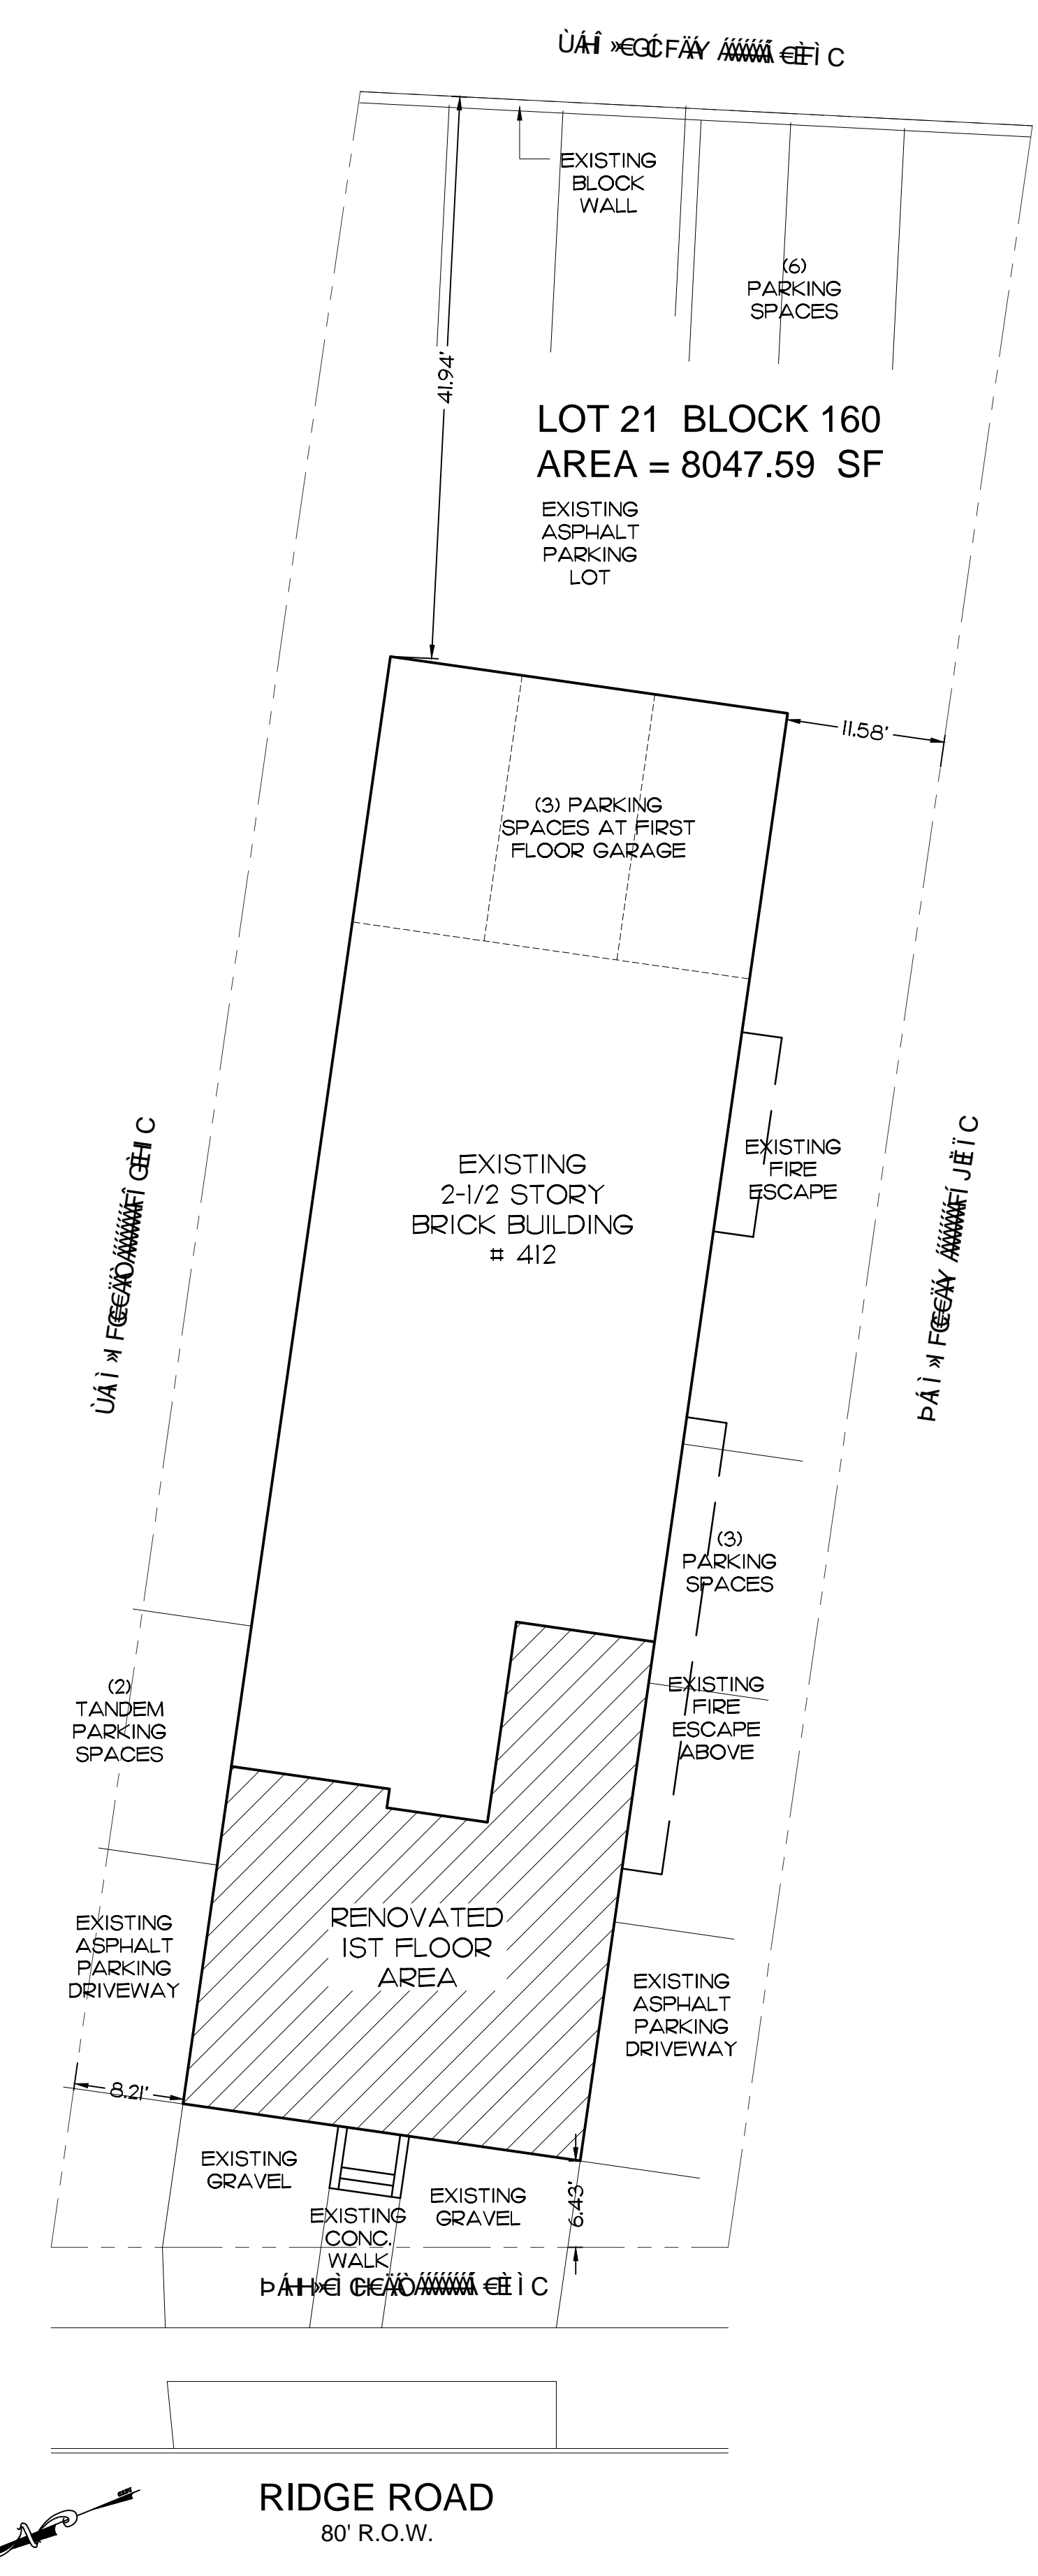 EXISTING
BLOCK
WALL
(6)
PARKING
SPACES
41.94'
LOT 21 BLOCK 160
AREA = 8047.59 SF
EXISTING
ASPHALT
PARKING
LOT
11.58'
(3) PARKING
SPACES AT FIRST
FLOOR GARAGE
EXISTING
FIRE
ESCAPE
EXISTING
2-1/2 STORY
BRICK BUILDING
# 412
(3)
PARKING
SPACES
(2)
TANDEM
PARKING
SPACES
EXISTING
FIRE
ESCAPE
ABOVE
RENOVATED
1ST FLOOR
AREA
EXISTING
ASPHALT
PARKING
DRIVEWAY
EXISTING
ASPHALT
PARKING
DRIVEWAY
8.21'
EXISTING
GRAVEL
EXISTING
CONC.
WALK
EXISTING
GRAVEL
6.43'
RIDGE ROAD
80' R.O.W.